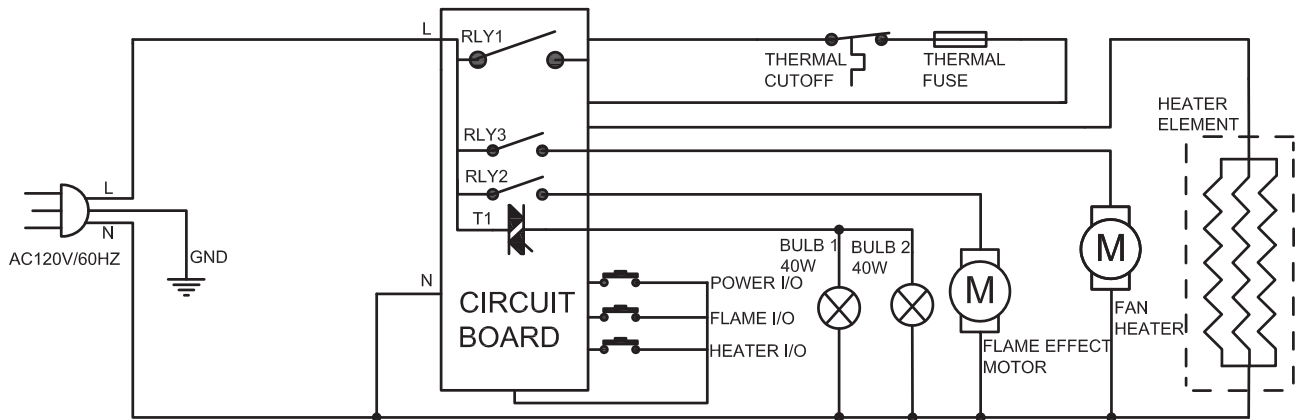 L
RLY1
THERMAL
CUTOFF
THERMAL
FUSE
HEATER
ELEMENT
RLY3
RLY2
T1
L
N
AC120V/60HZ
GND
N
CIRCUIT
BOARD
POWER I/O
FLAME I/O
HEATER I/O
BULB 1
40W
BULB 2
40W
M
FLAME EFFECT
MOTOR
M
FAN
HEATER